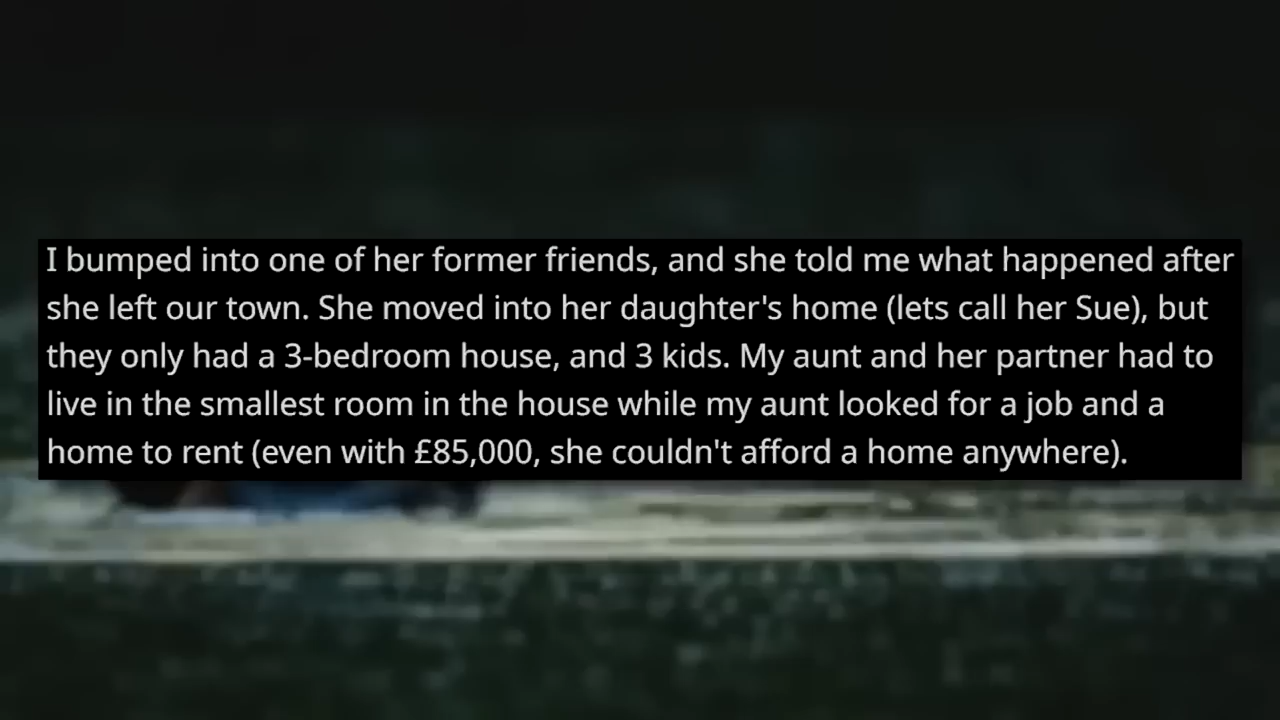 I bumped into one of her former friends, and she told me what happened after
she left our town. She moved into her daughter's home (lets call her Sue), but
they only had a 3-bedroom house, and 3 kids. My aunt and her partner had to
live in the smallest room in the house while my aunt looked for a job and a
home to rent (even with £85,000, she couldn't afford a home anywhere).